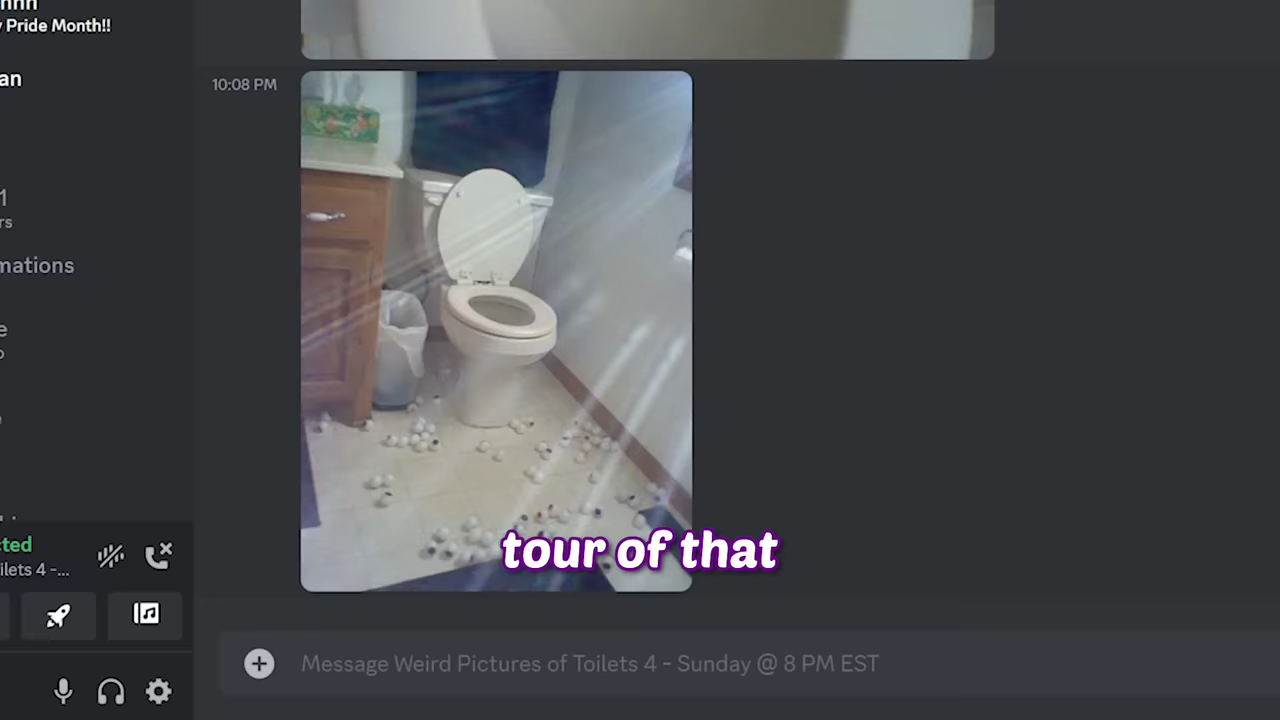 y Pride Month!!
an
10:08 PM
1
rs
mations
e
cted
ilets 4 -...
tour of that
Message Weird Pictures of Toilets 4 - Sunday @ 8 PM EST